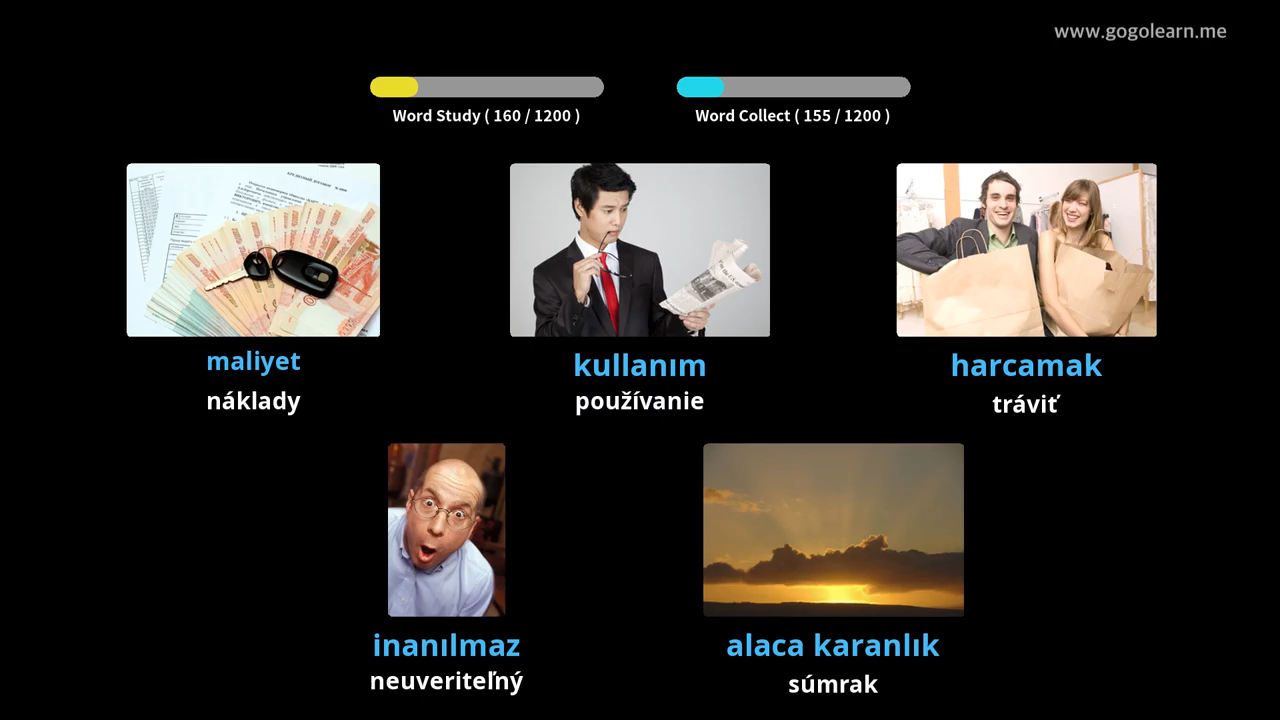 www.gogolearn.me
Word Study ( 160 / 1200 )
Word Collect ( 155 / 1200 )
maliyet
náklady
kullanım
používanie
harcamak
tráviť
inanılmaz
neuveriteľný
alaca karanlık
súmrak